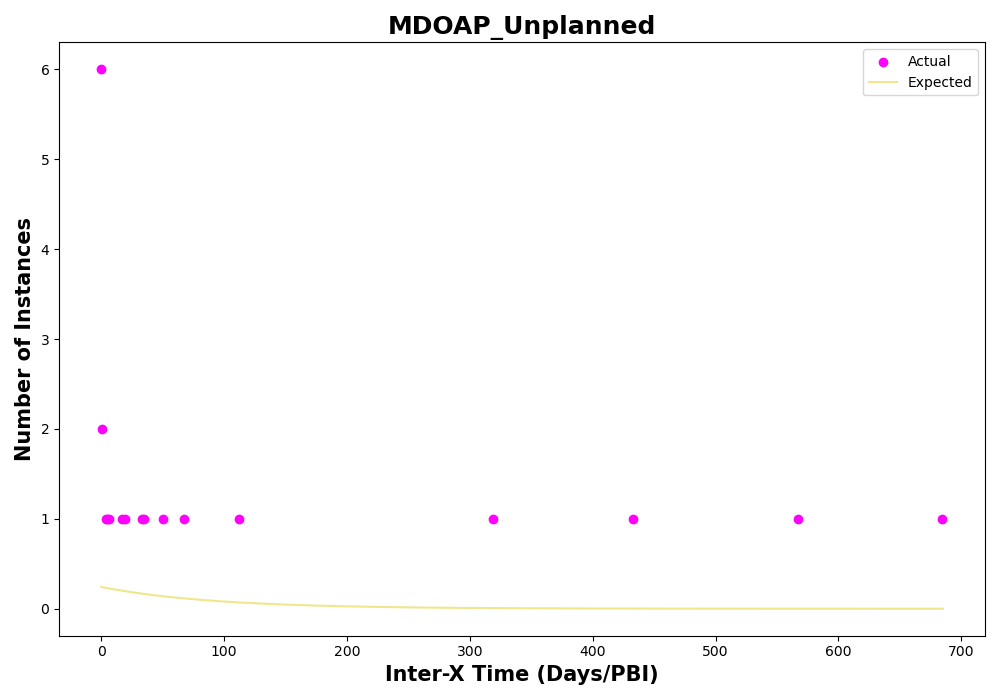 MDOAP_Unplanned
Actual
Expected
6
5
4
3
2
1
0
Number of Instances
0 100 200 300 400 500 600 700
Inter-X Time (Days/PBI)